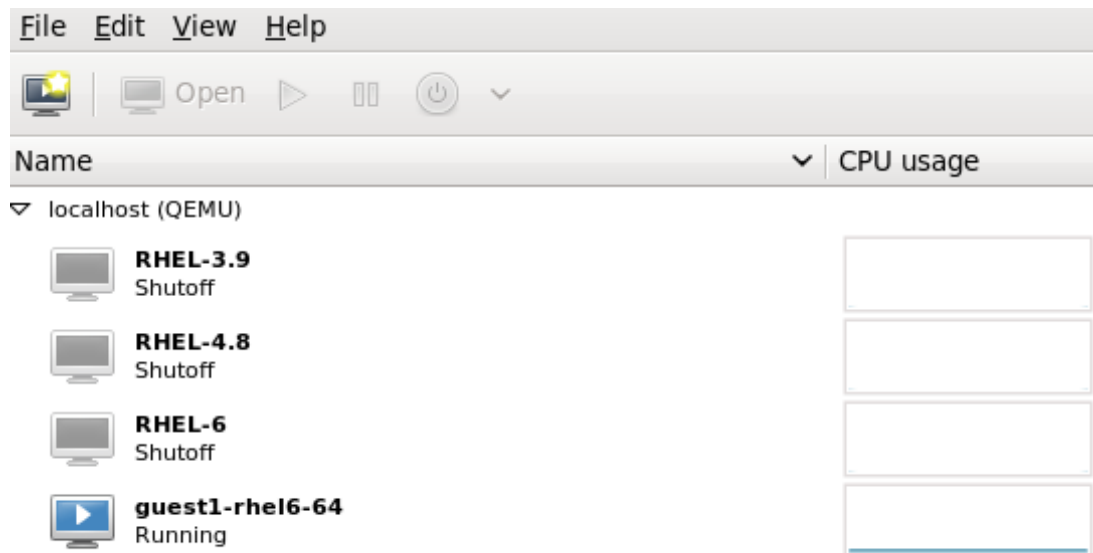 File Edit View Help
Open
Name CPU usage
localhost (QEMU)
RHEL-3.9
Shutoff
RHEL-4.8
Shutoff
RHEL-6
Shutoff
guest1-rhel6-64
Running